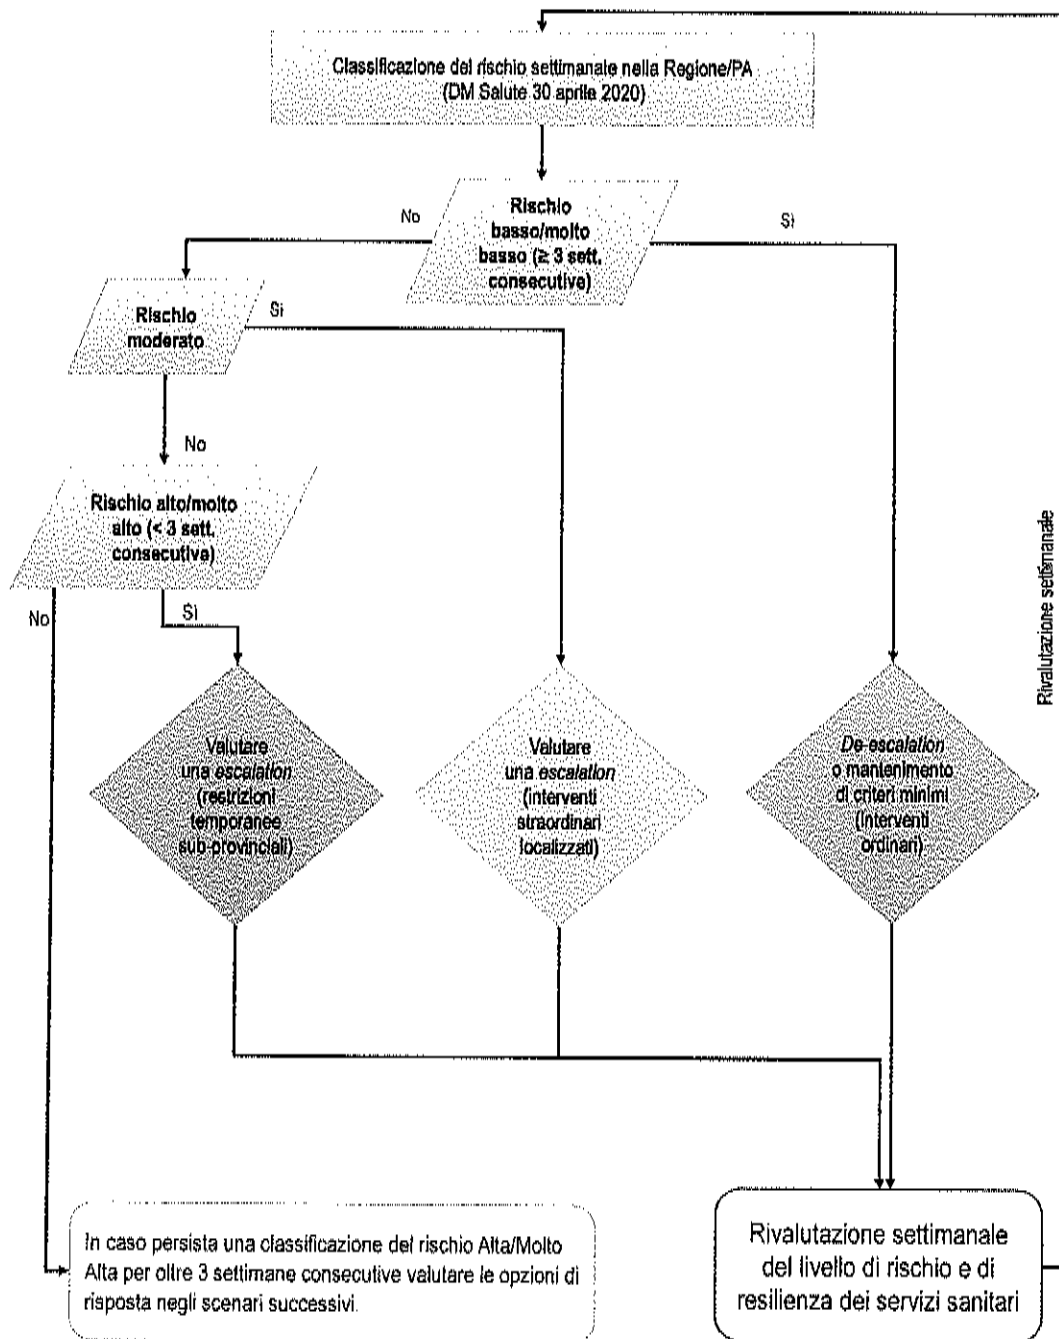 Classificazione del rischio settimanale nella Regione/PA
(DM Salute 30 aprile 2020)
Rischio
basso/molto
basso (≥ 3 sett.
consecutive)
No
Sì
Rischio
moderato
Sì
No
Rischio alto/molto
alto (< 3 sett.
consecutive)
No
Sì
Rivalutazione settimanale
Valutare
una escalation
(restrizioni
temporanee
sub-provinciali)
Valutare
una escalation
(interventi
straordinari
localizzati)
De-escalation
o mantenimento
di criteri minimi
(interventi
ordinari)
In caso persista una classificazione del rischio Alta/Molto
Alta per oltre 3 settimane consecutive valutare le opzioni di
risposta negli scenari successivi.
Rivalutazione settimanale
del livello di rischio e di
resilienza dei servizi sanitari